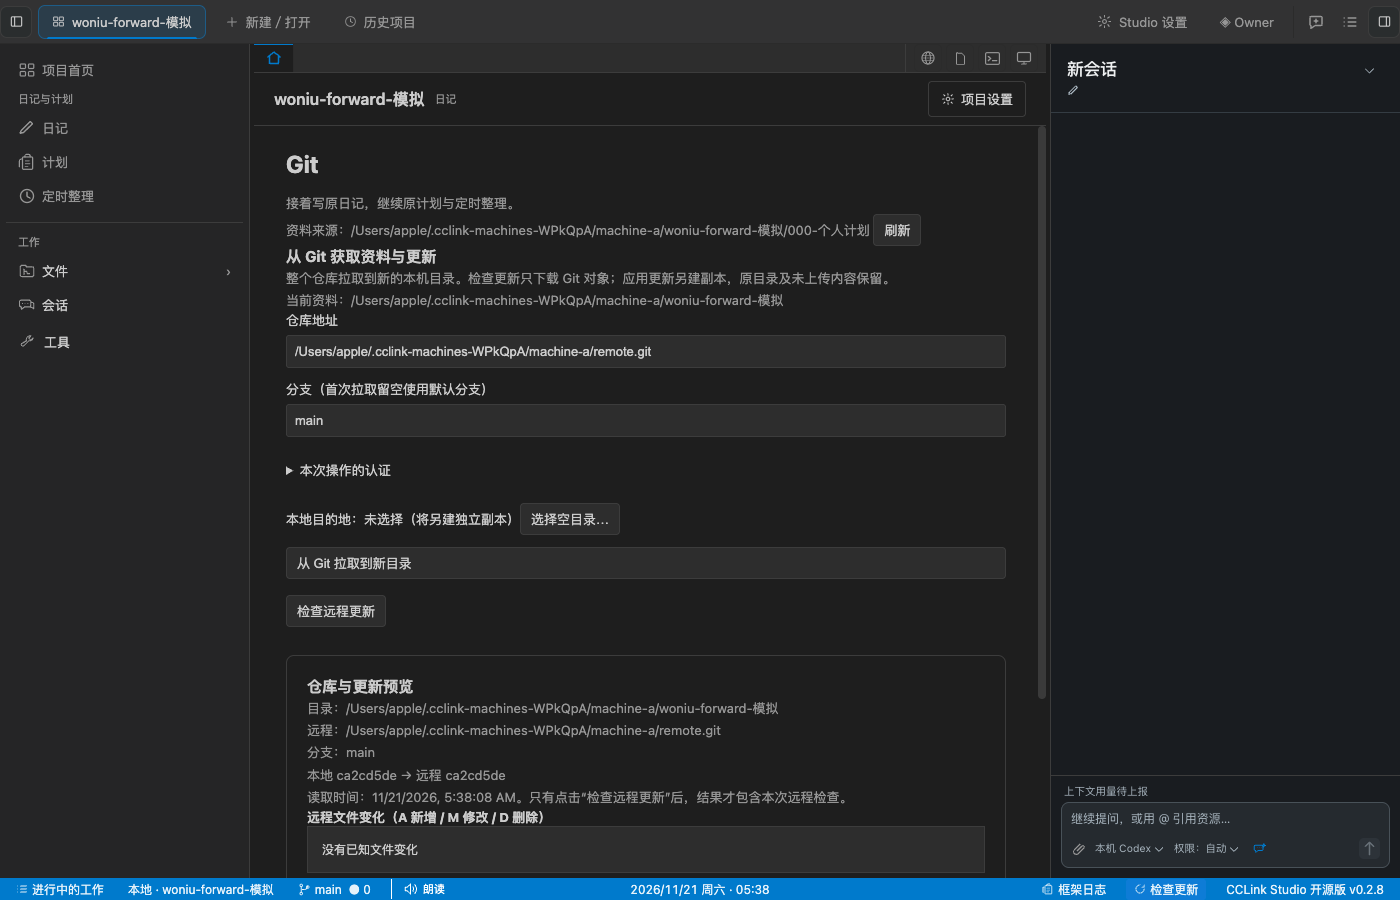 woniu-forward-模拟
新建 / 打开
历史项目
Studio 设置
Owner
项目首页
日记与计划
日记
计划
定时整理
工作
文件
会话
工具
woniu-forward-模拟 日记
项目设置
Git
接着写原日记，继续原计划与定时整理。
资料来源：/Users/apple/.cclink-machines-WPkQpA/machine-a/woniu-forward-模拟/000-个人计划 刷新
从 Git 获取资料与更新
整个仓库拉取到新的本机目录。检查更新只下载 Git 对象；应用更新另建副本，原目录及未上传内容保留。
当前资料：/Users/apple/.cclink-machines-WPkQpA/machine-a/woniu-forward-模拟
仓库地址
/Users/apple/.cclink-machines-WPkQpA/machine-a/remote.git
分支（首次拉取留空使用默认分支）
main
本次操作的认证
本地目的地：未选择（将另建独立副本） 选择空目录...
从 Git 拉取到新目录
检查远程更新
仓库与更新预览
目录：/Users/apple/.cclink-machines-WPkQpA/machine-a/woniu-forward-模拟
远程：/Users/apple/.cclink-machines-WPkQpA/machine-a/remote.git
分支：main
本地 ca2cd5de → 远程 ca2cd5de
读取时间：11/21/2026, 5:38:08 AM。只有点击“检查远程更新”后，结果才包含本次远程检查。
远程文件变化（A 新增 / M 修改 / D 删除）
没有已知文件变化
新会话
上下文用量待上报
继续提问，或用 @ 引用资源...
本机 Codex 权限：自动
进行中的工作 本地 · woniu-forward-模拟 main 0 朗读 2026/11/21 周六 · 05:38 框架日志 检查更新 CCLink Studio 开源版 v0.2.8